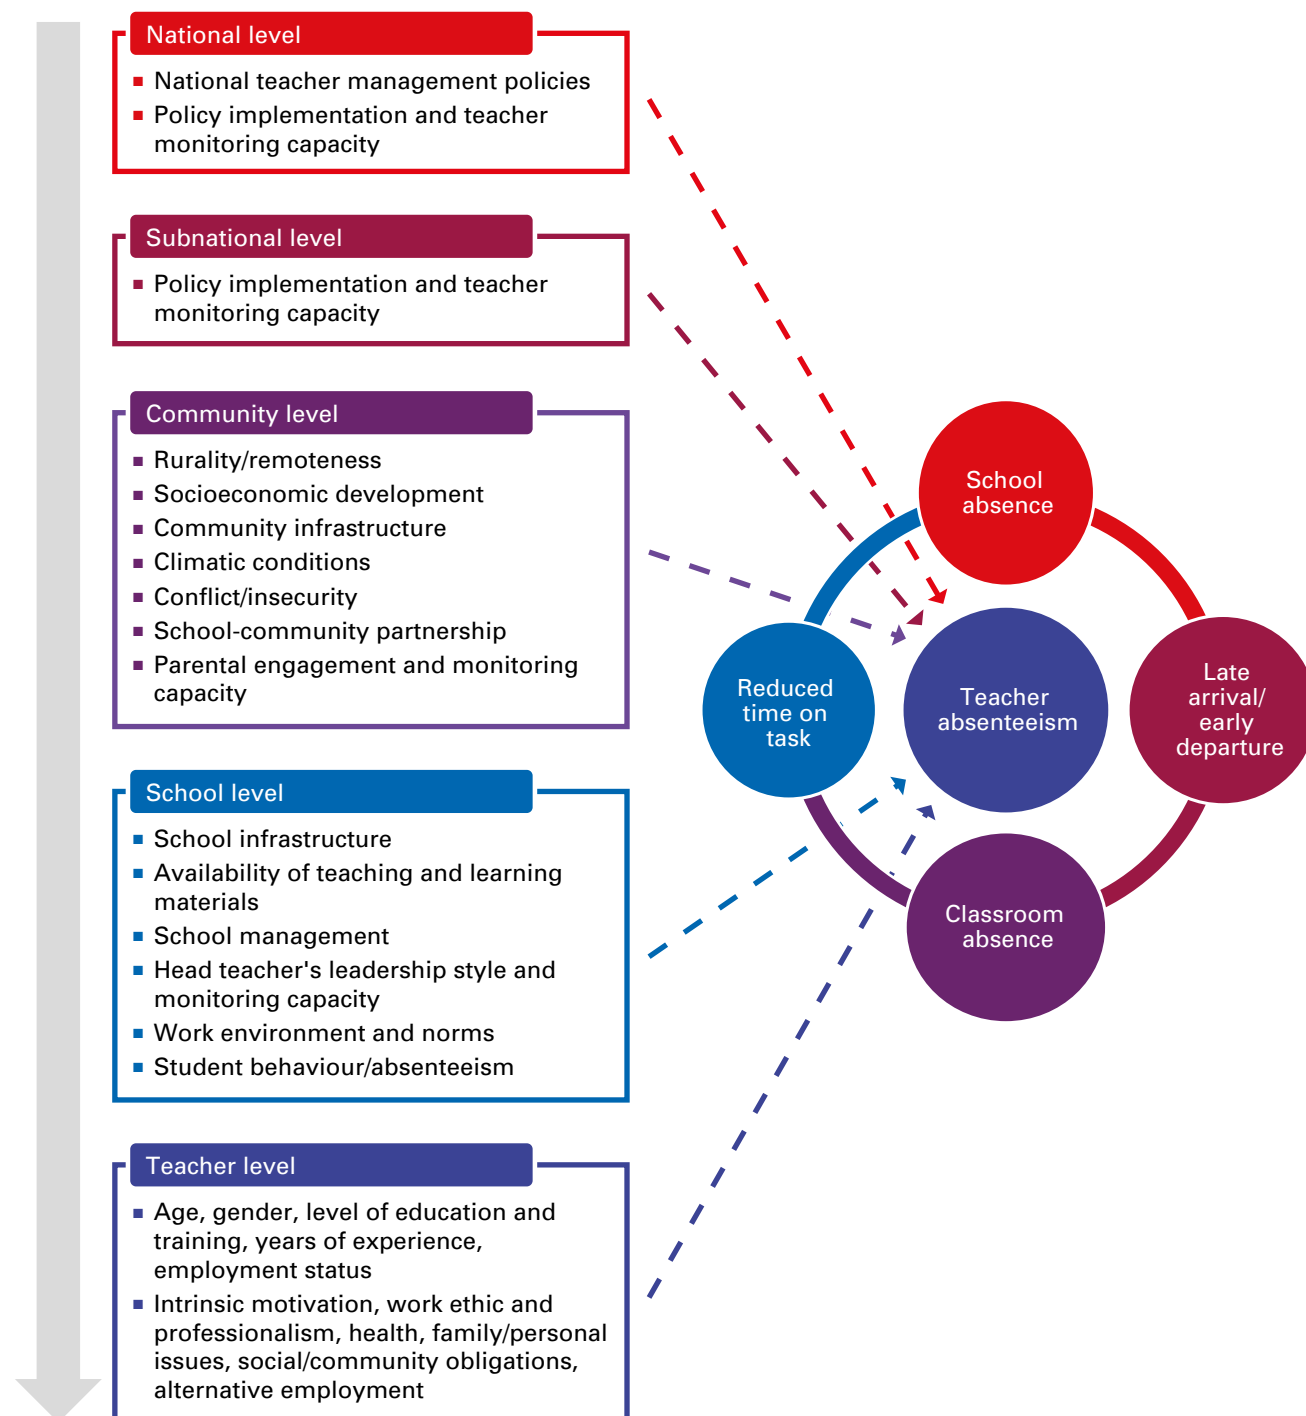 National level
National teacher management policies
Policy implementation and teacher
monitoring capacity
Subnational level
Policy implementation and teacher
monitoring capacity
Community level
Rurality/remoteness
Socioeconomic development
Community infrastructure
Climatic conditions
Conflict/insecurity
School-community partnership
Parental engagement and monitoring
capacity
School level
School infrastructure
Availability of teaching and learning
materials
School management
Head teacher's leadership style and
monitoring capacity
Work environment and norms
Student behaviour/absenteeism
Teacher level
Age, gender, level of education and
training, years of experience,
employment status
Intrinsic motivation, work ethic and
professionalism, health, family/personal
issues, social/community obligations,
alternative employment
School
absence
Reduced
time on
task
Teacher
absenteeism
Late
arrival/
early
departure
Classroom
absence